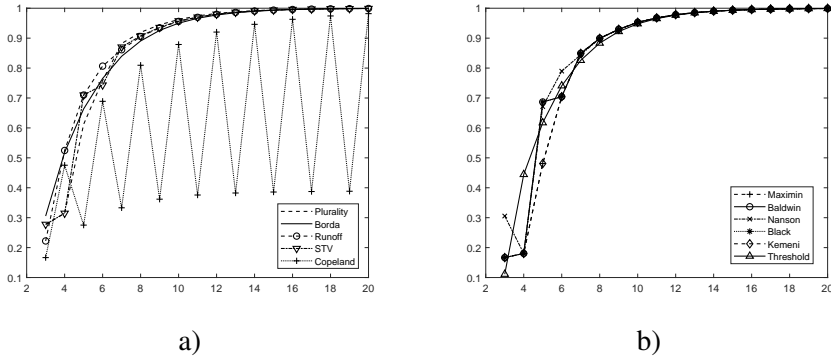 1
0.9
0.8
0.7
0.6
0.5
0.4
0.3
0.2
0.1
2 4 6 8 10 12 14 16 18 20
Plurality
Borda
Runoff
STV
Copeland
a)
1
0.9
0.8
0.7
0.6
0.5
0.4
0.3
0.2
0.1
2 4 6 8 10 12 14 16 18 20
Maximin
Baldwin
Nanson
Black
Kemeni
Threshold
b)